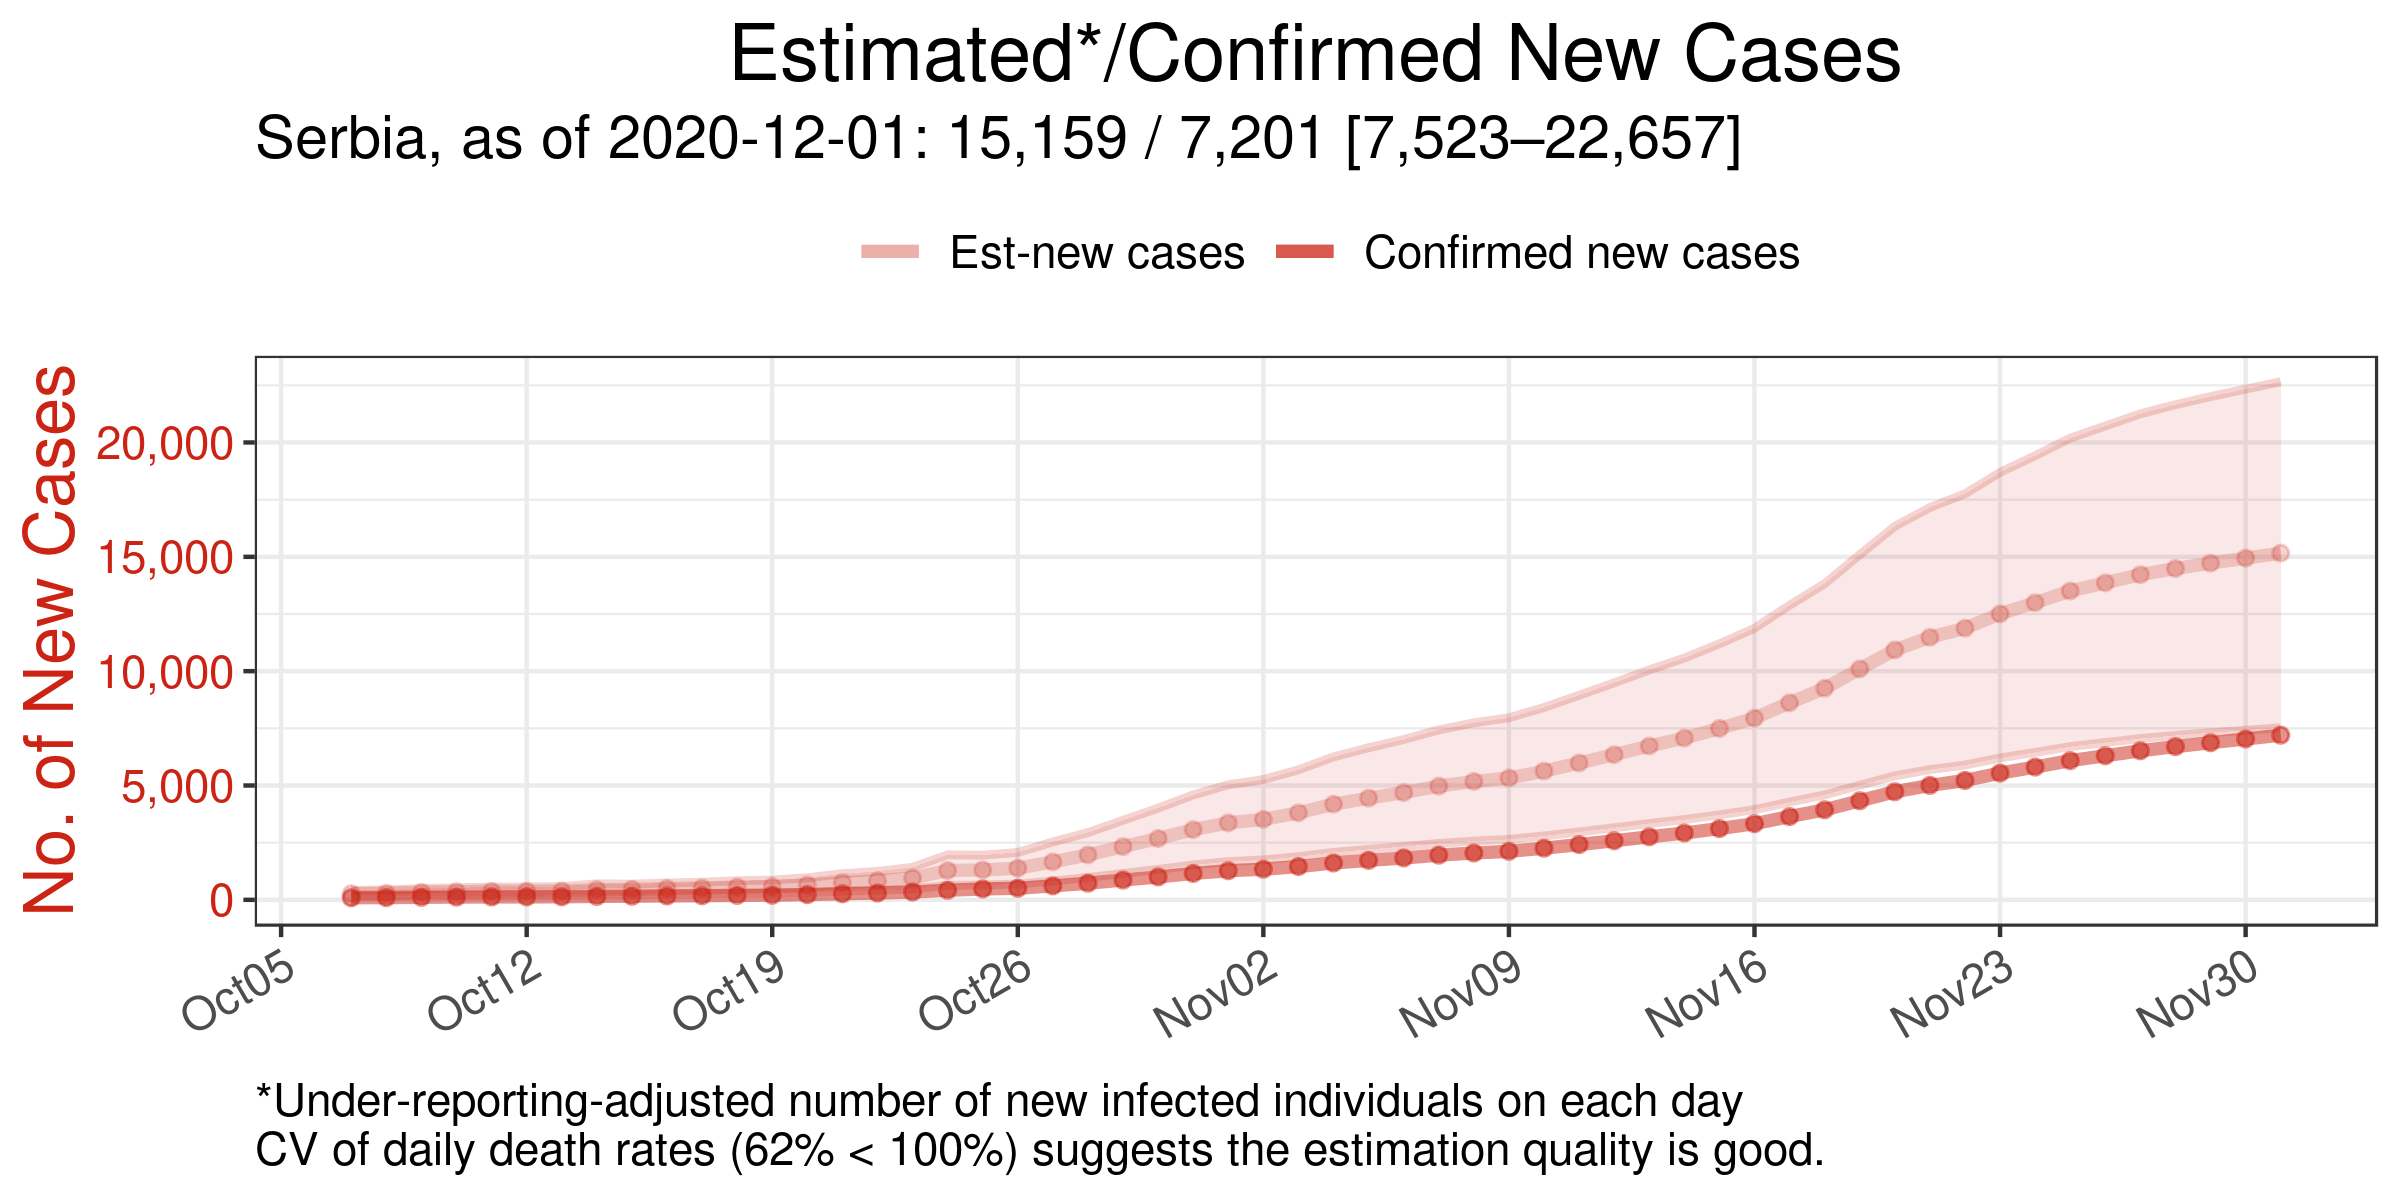 Estimated*/Confirmed New Cases
Serbia, as of 2020-12-01: 15,159 / 7,201 [7,523–22,657]
Est-new cases Confirmed new cases
No. of New Cases
20,000
15,000
10,000
5,000
0
Oct05 Oct12 Oct19 Oct26 Nov02 Nov09 Nov16 Nov23 Nov30
*Under-reporting-adjusted number of new infected individuals on each day
CV of daily death rates (62% < 100%) suggests the estimation quality is good.